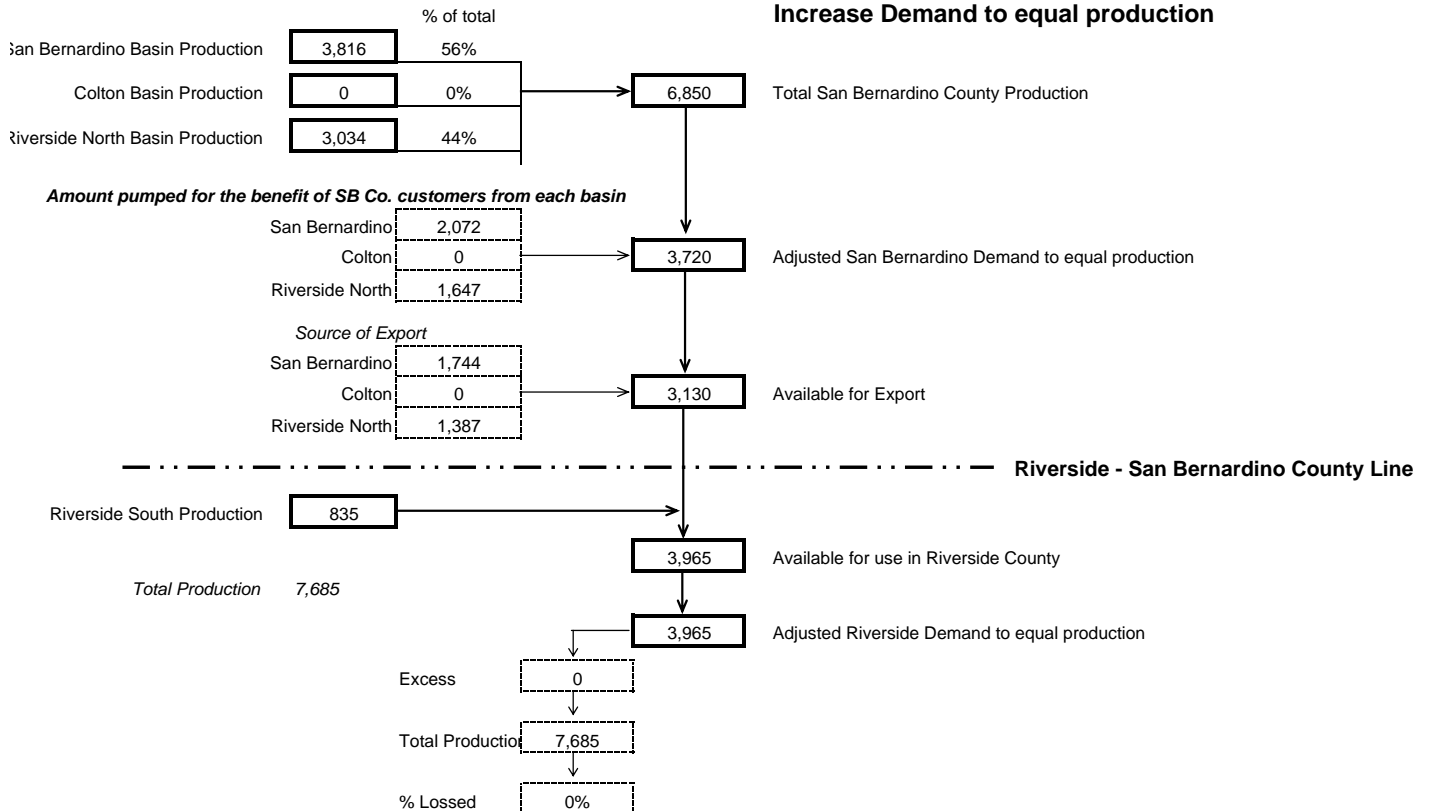 % of total
Increase Demand to equal production
San Bernardino Basin Production 3,816 56%
Colton Basin Production 0 0% 6,850 Total San Bernardino County Production
Riverside North Basin Production 3,034 44%
Amount pumped for the benefit of SB Co. customers from each basin
San Bernardino 2,072
Colton 0 3,720 Adjusted San Bernardino Demand to equal production
Riverside North 1,647
Source of Export
San Bernardino 1,744
Colton 0 3,130 Available for Export
Riverside North 1,387
Riverside - San Bernardino County Line
Riverside South Production 835
3,965 Available for use in Riverside County
Total Production 7,685
3,965 Adjusted Riverside Demand to equal production
Excess 0
Total Production 7,685
% Lossed 0%